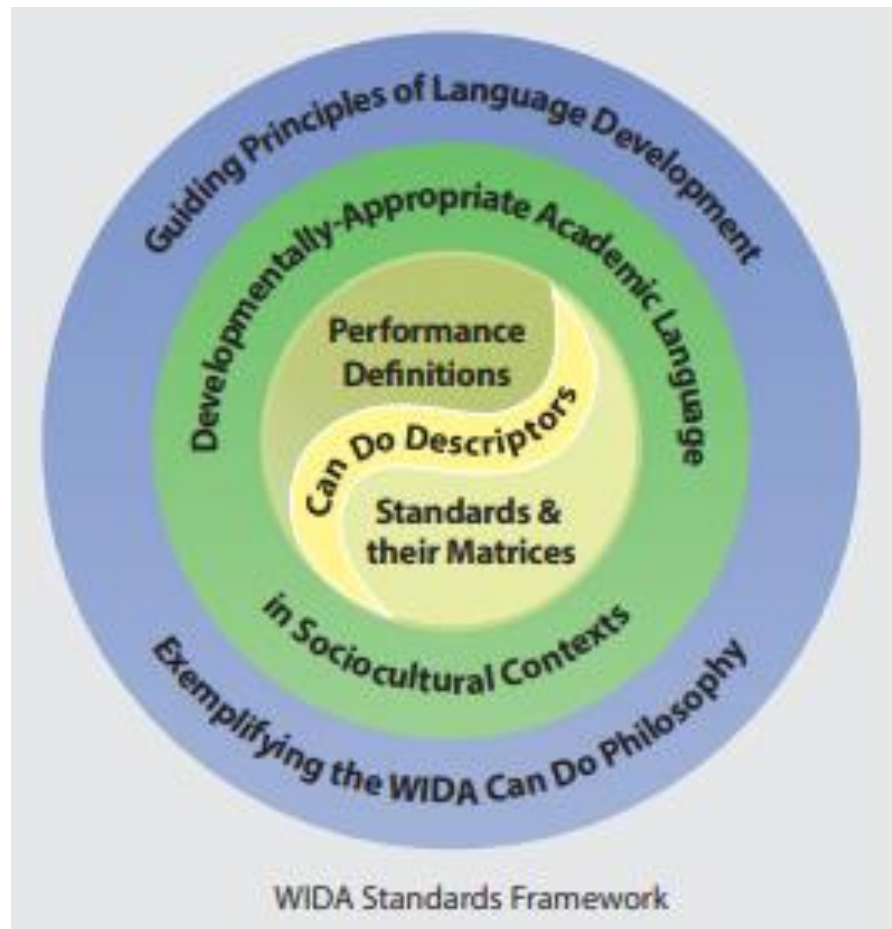 Guiding Principles of Language Development
Developmentally-Appropriate Academic Language
Performance
Definitions
Can Do Descriptors
Standards &
their Matrices
in Sociocultural Contexts
Exemplifying the WIDA Can Do Philosophy
WIDA Standards Framework